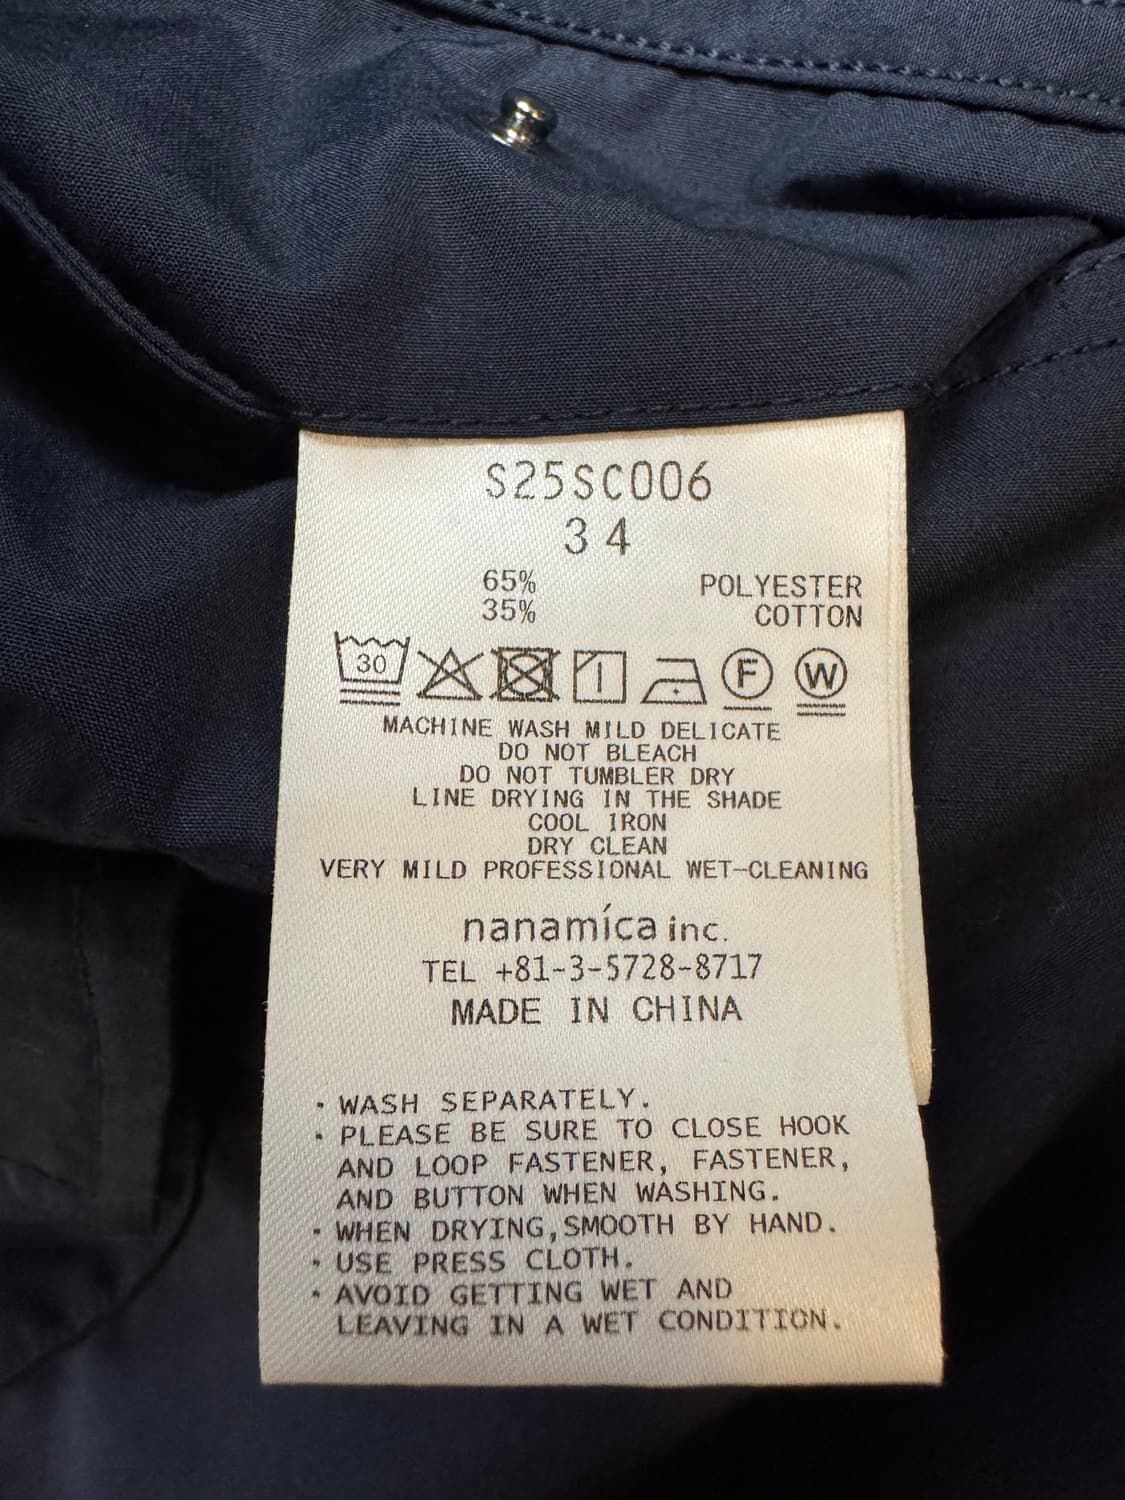 S25SC006
34
65% POLYESTER
35% COTTON
30 F W
MACHINE WASH MILD DELICATE
DO NOT BLEACH
DO NOT TUMBLER DRY
LINE DRYING IN THE SHADE
COOL IRON
DRY CLEAN
VERY MILD PROFESSIONAL WET-CLEANING
nanamíca inc.
TEL +81-3-5728-8717
MADE IN CHINA
・WASH SEPARATELY.
・PLEASE BE SURE TO CLOSE HOOK
AND LOOP FASTENER, FASTENER,
AND BUTTON WHEN WASHING.
・WHEN DRYING,SMOOTH BY HAND.
・USE PRESS CLOTH.
・AVOID GETTING WET AND
LEAVING IN A WET CONDITION.